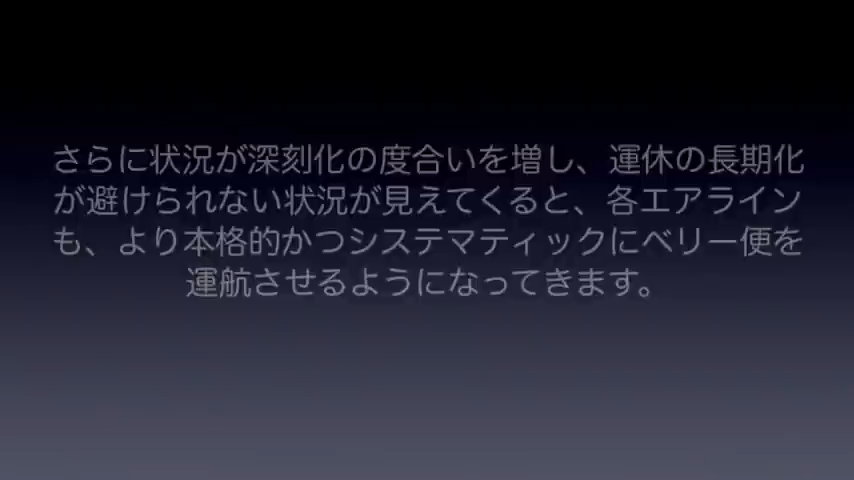 さらに状況が深刻化の度合いを増し、運休の長期化
が避けられない状況が見えてくると、各エアライン
も、より本格的かつシステマティックにベリー便を
運航させるようになってきます。